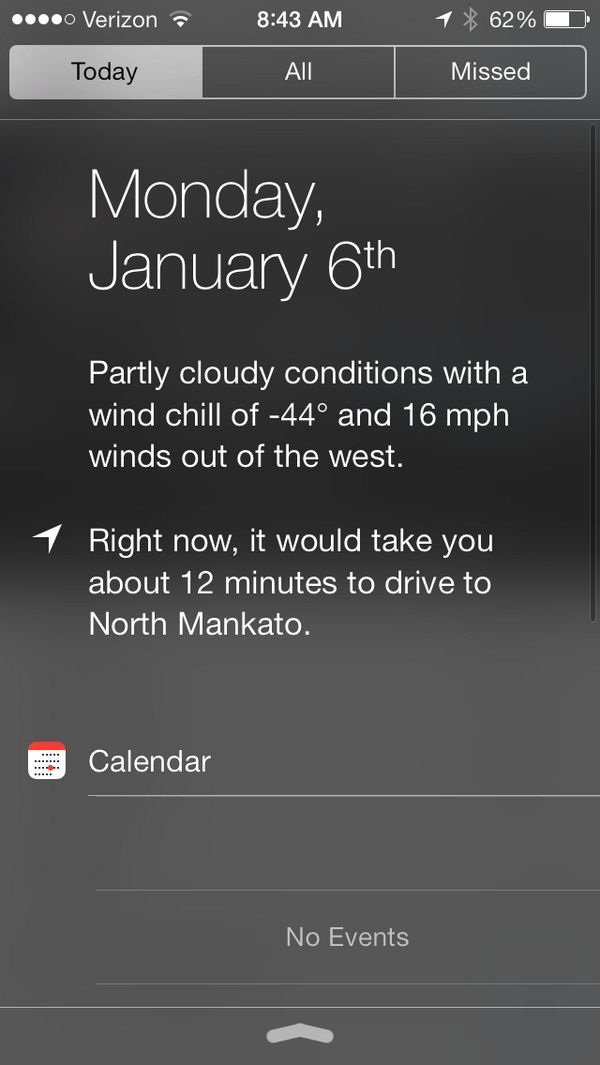 Verizon 8:43 AM 62%
Today All Missed
Monday,
January 6th
Partly cloudy conditions with a
wind chill of -44° and 16 mph
winds out of the west.
Right now, it would take you
about 12 minutes to drive to
North Mankato.
Calendar
No Events